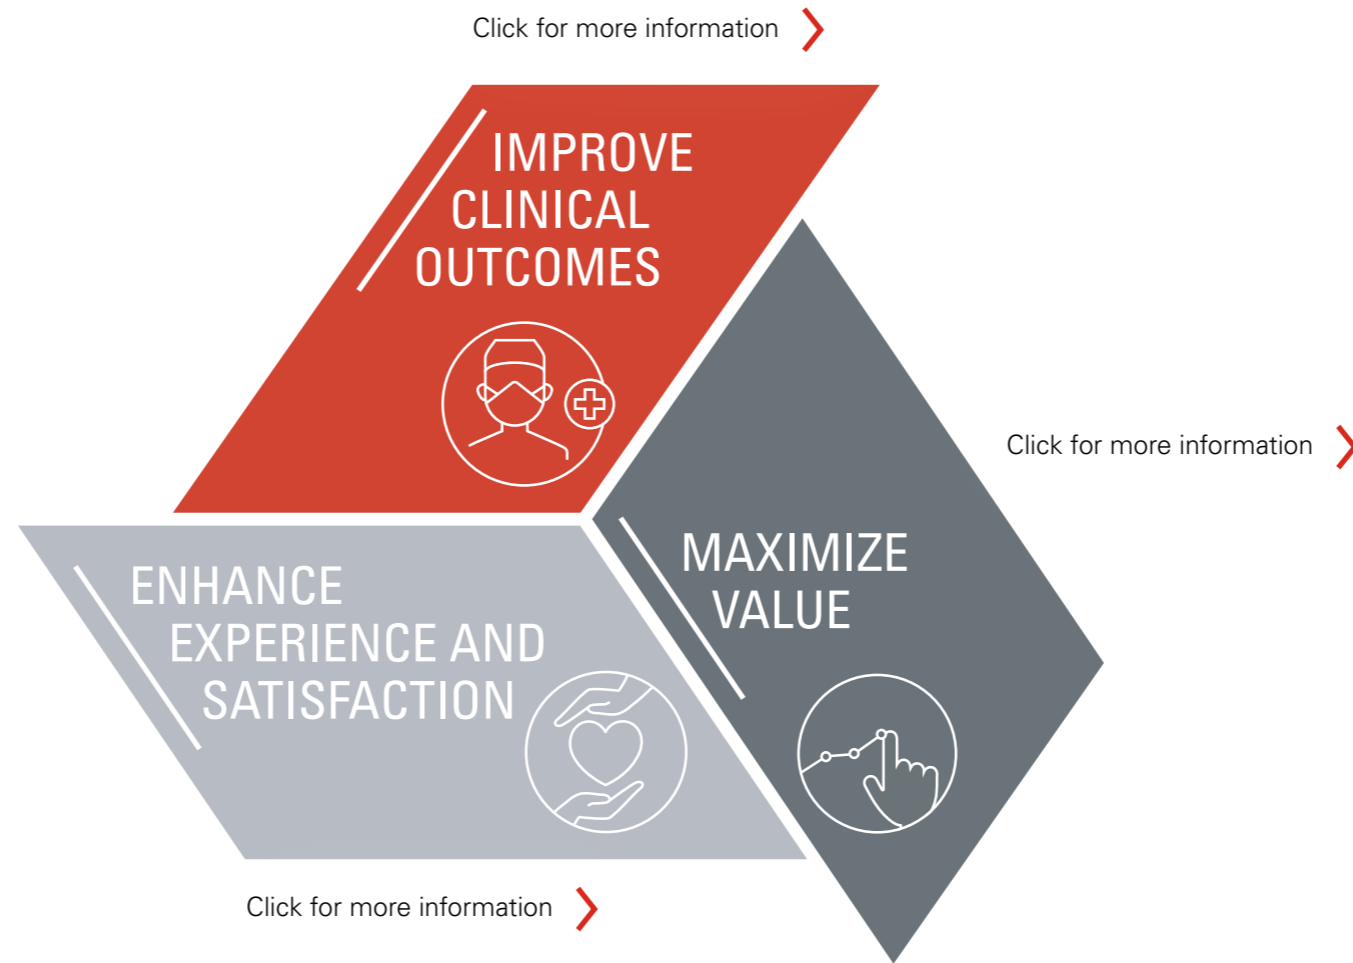 Click for more information
IMPROVE
CLINICAL
OUTCOMES
Click for more information
MAXIMIZE
VALUE
ENHANCE
EXPERIENCE AND
SATISFACTION
Click for more information